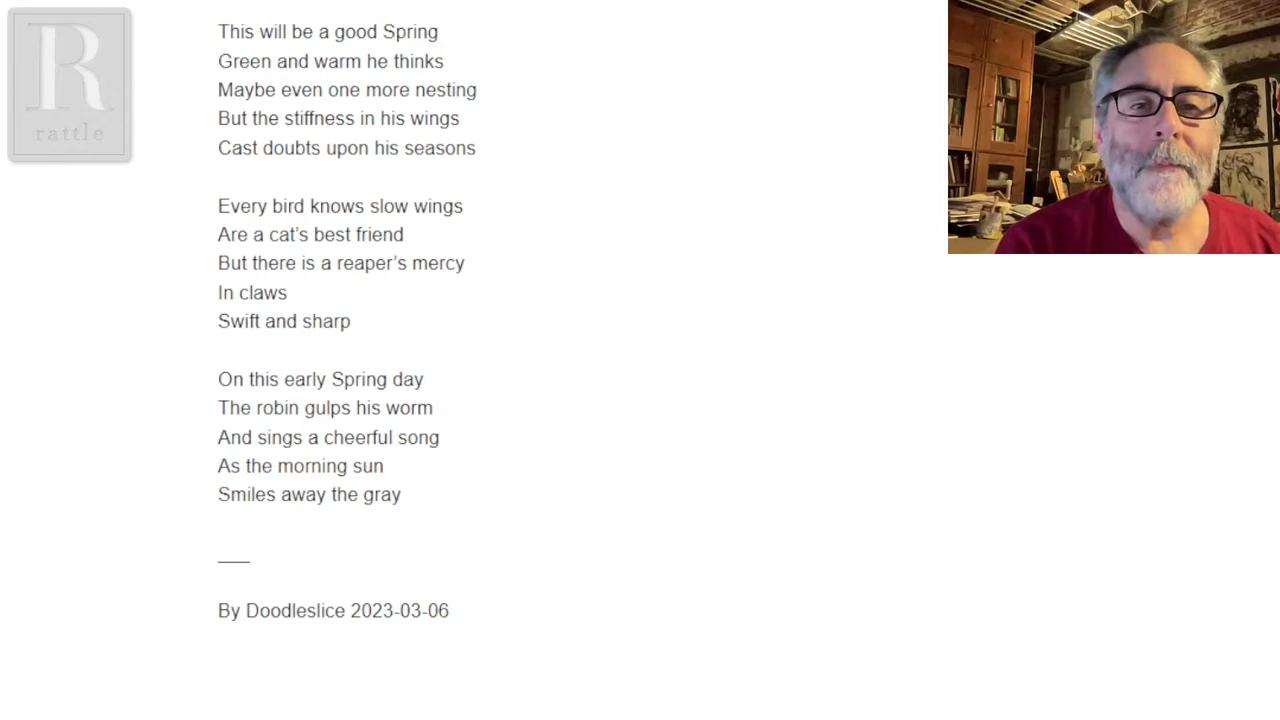 R
rattle
This will be a good Spring
Green and warm he thinks
Maybe even one more nesting
But the stiffness in his wings
Cast doubts upon his seasons
Every bird knows slow wings
Are a cat’s best friend
But there is a reaper’s mercy
In claws
Swift and sharp
On this early Spring day
The robin gulps his worm
And sings a cheerful song
As the morning sun
Smiles away the gray
By Doodleslice 2023-03-06